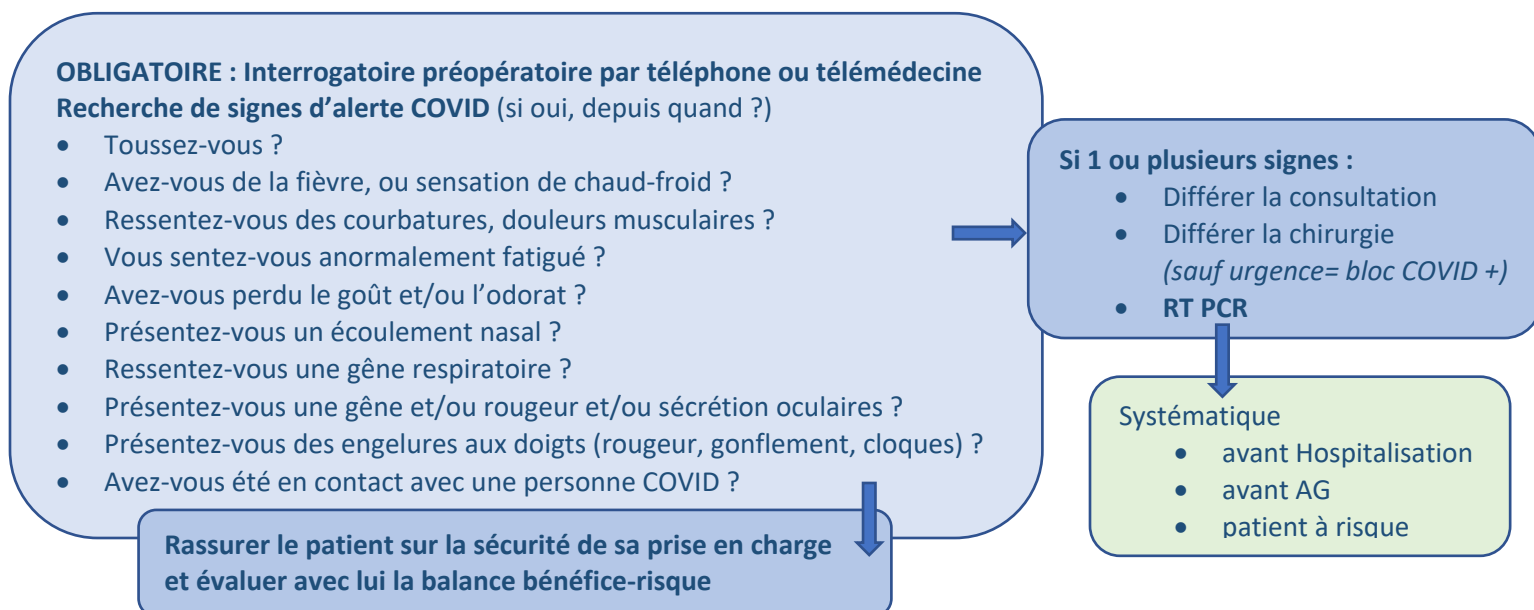 OBLIGATOIRE : Interrogatoire préopératoire par téléphone ou télémédecine
Recherche de signes d’alerte COVID (si oui, depuis quand ?)
• Toussez-vous ?
• Avez-vous de la fièvre, ou sensation de chaud-froid ?
• Ressentez-vous des courbatures, douleurs musculaires ?
• Vous sentez-vous anormalement fatigué ?
• Avez-vous perdu le goût et/ou l’odorat ?
• Présentez-vous un écoulement nasal ?
• Ressentez-vous une gêne respiratoire ?
• Présentez-vous une gêne et/ou rougeur et/ou sécrétion oculaires ?
• Présentez-vous des engelures aux doigts (rougeur, gonflement, cloques) ?
• Avez-vous été en contact avec une personne COVID ?
Rassurer le patient sur la sécurité de sa prise en charge
et évaluer avec lui la balance bénéfice-risque
Si 1 ou plusieurs signes :
• Différer la consultation
• Différer la chirurgie
(sauf urgence= bloc COVID +)
• RT PCR
Systématique
• avant Hospitalisation
• avant AG
• patient à risque